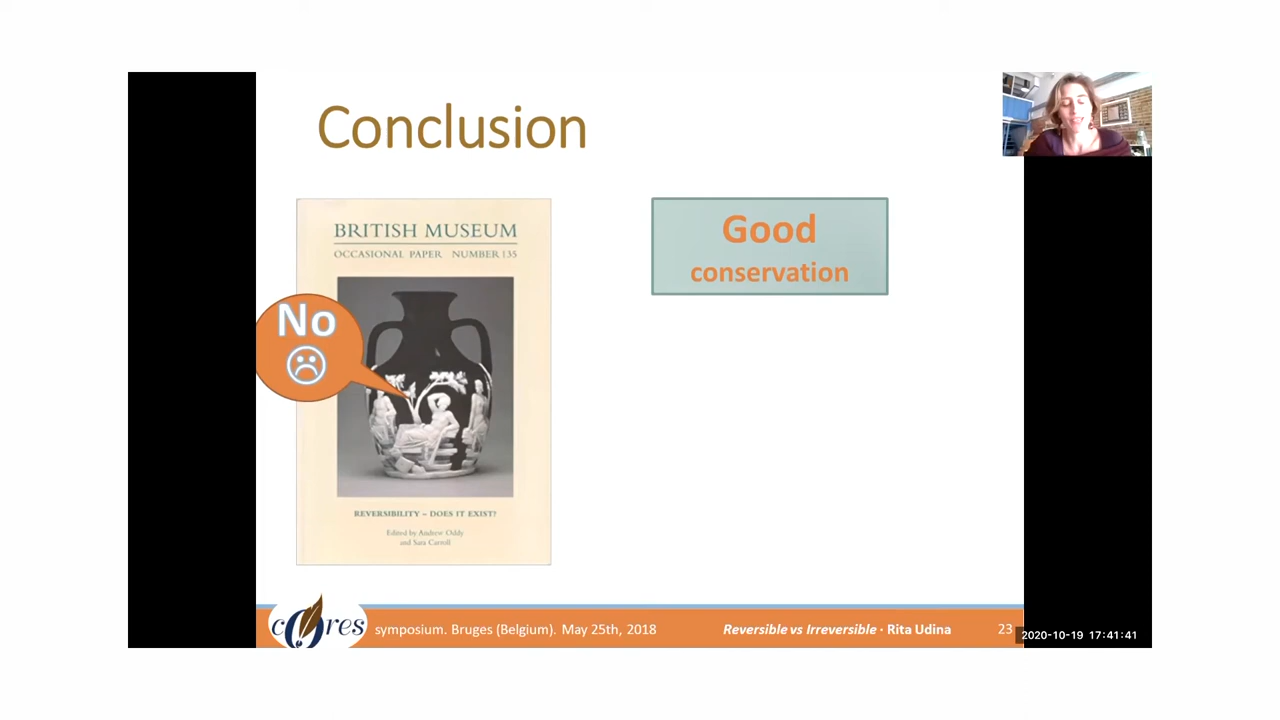 Conclusion
BRITISH MUSEUM
OCCASIONAL PAPER NUMBER 135
No
Good
conservation
REVERSIBILITY – DOES IT EXIST?
Edited by Andrew Oddy
and Sara Carroll
cOres
symposium. Bruges (Belgium). May 25th, 2018
Reversible vs Irreversible · Rita Udina
23
2020-10-19 17:41:41